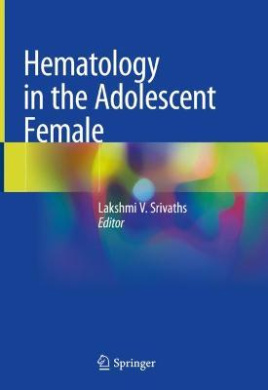 Hematology
in the Adolescent
Female
Lakshmi V. Srivaths
Editor
Springer